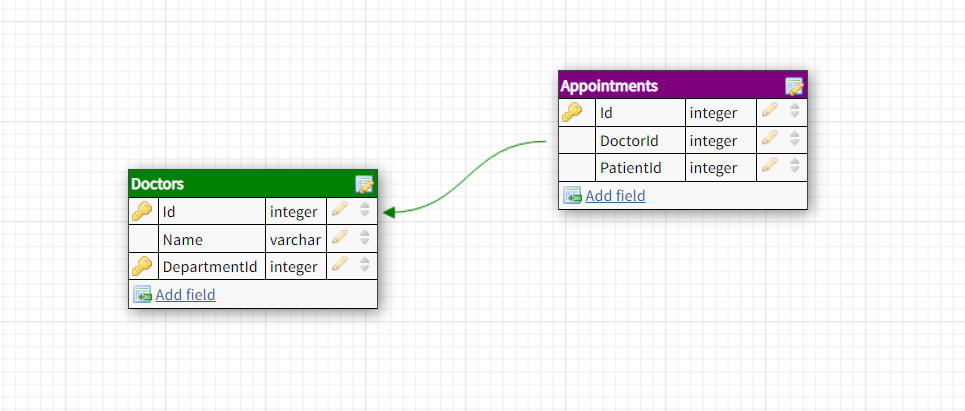 Appointments
Id integer
DoctorId integer
PatientId integer
Add field
Doctors
Id integer
Name varchar
DepartmentId integer
Add field